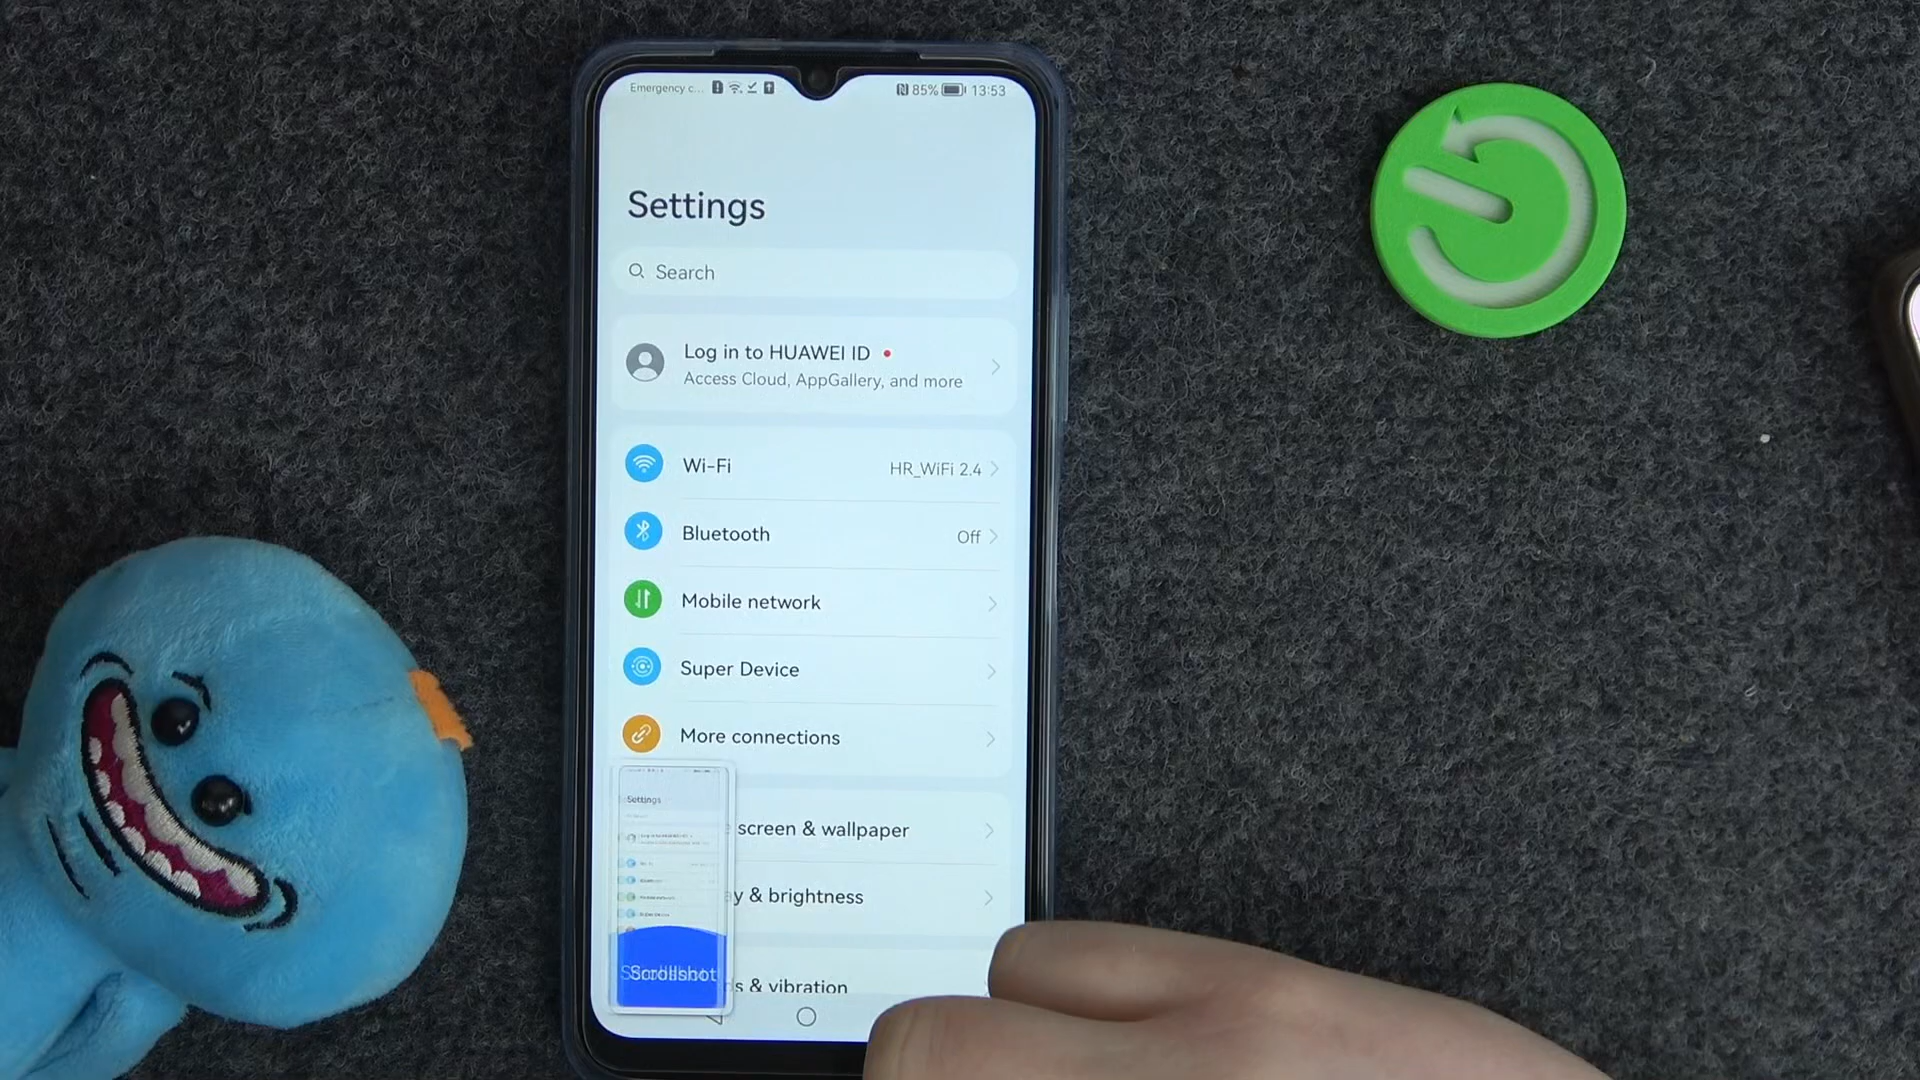 Emergency c... 85% 13:53
Settings
Search
Log in to HUAWEI ID
Access Cloud, AppGallery, and more
Wi-Fi HR_WiFi 2.4
Bluetooth Off
Mobile network
Super Device
More connections
Settings
screen & wallpaper
y & brightness
Scrollshot
s & vibration